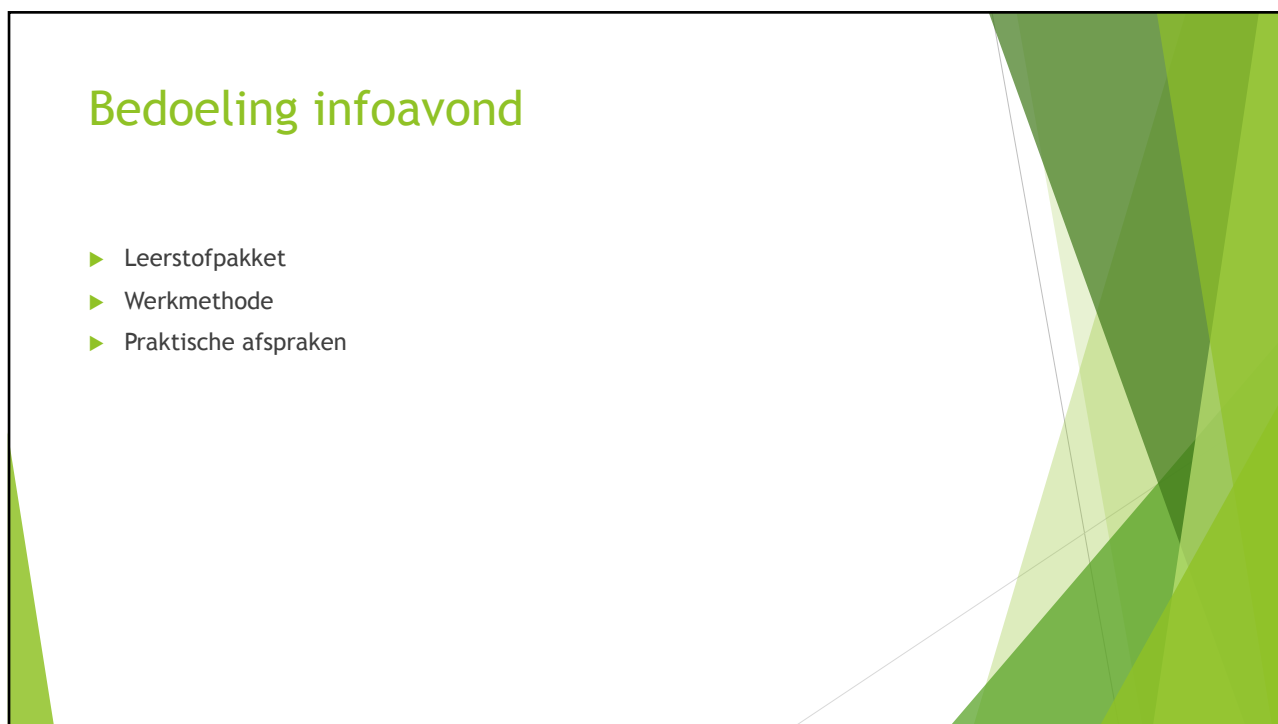 Bedoeling infoavond
Leerstofpakket
Werkmethode
Praktische afspraken